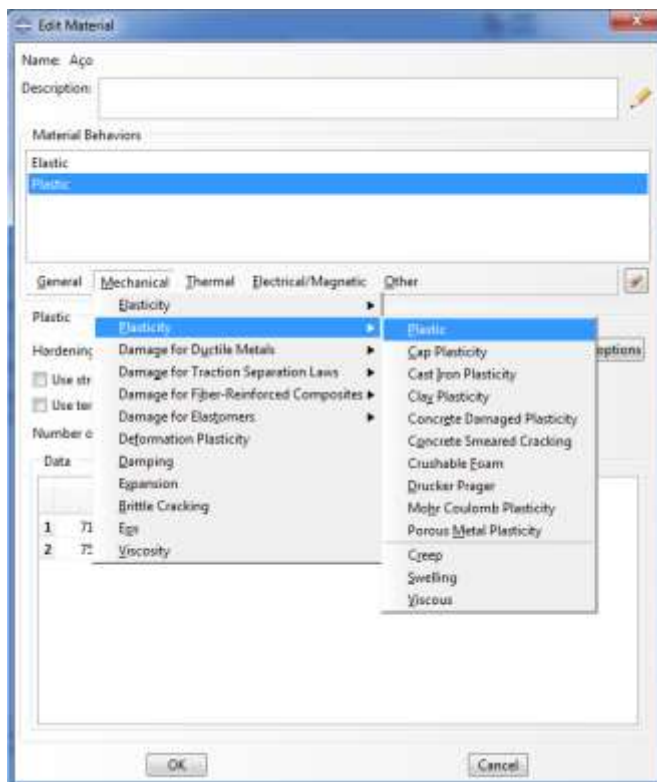 Edit Material
Name: Aço
Description:
Material Behaviors
Elastic
Plastic
General Mechanical Thermal Electrical/Magnetic Other
Plastic
Hardening
options
Use str
Use te
Number o
Data
1 71
2 75
Elasticity
Plasticity
Damage for Ductile Metals
Damage for Traction Separation Laws
Damage for Fiber-Reinforced Composites
Damage for Elastomers
Deformation Plasticity
Damping
Expansion
Brittle Cracking
Eos
Viscosity
Plastic
Cap Plasticity
Cast Iron Plasticity
Clay Plasticity
Concrete Damaged Plasticity
Concrete Smeared Cracking
Crushable Foam
Drucker Prager
Mohr Coulomb Plasticity
Porous Metal Plasticity
Creep
Swelling
Viscous
OK Cancel